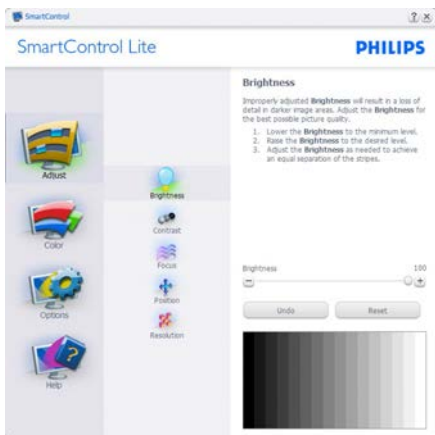 SmartControl
SmartControl Lite
PHILIPS
Adjust
Color
Options
Help
Brightness
Contrast
Focus
Position
Resolution
Brightness
Improperly adjusted Brightness will result in a loss of
detail in darker image areas. Adjust the Brightness for
the best possible picture quality.
1. Lower the Brightness to the minimum level.
2. Raise the Brightness to the desired level.
3. Adjust the Brightness as needed to achieve
an equal separation of the stripes.
Brightness 100
Undo Reset